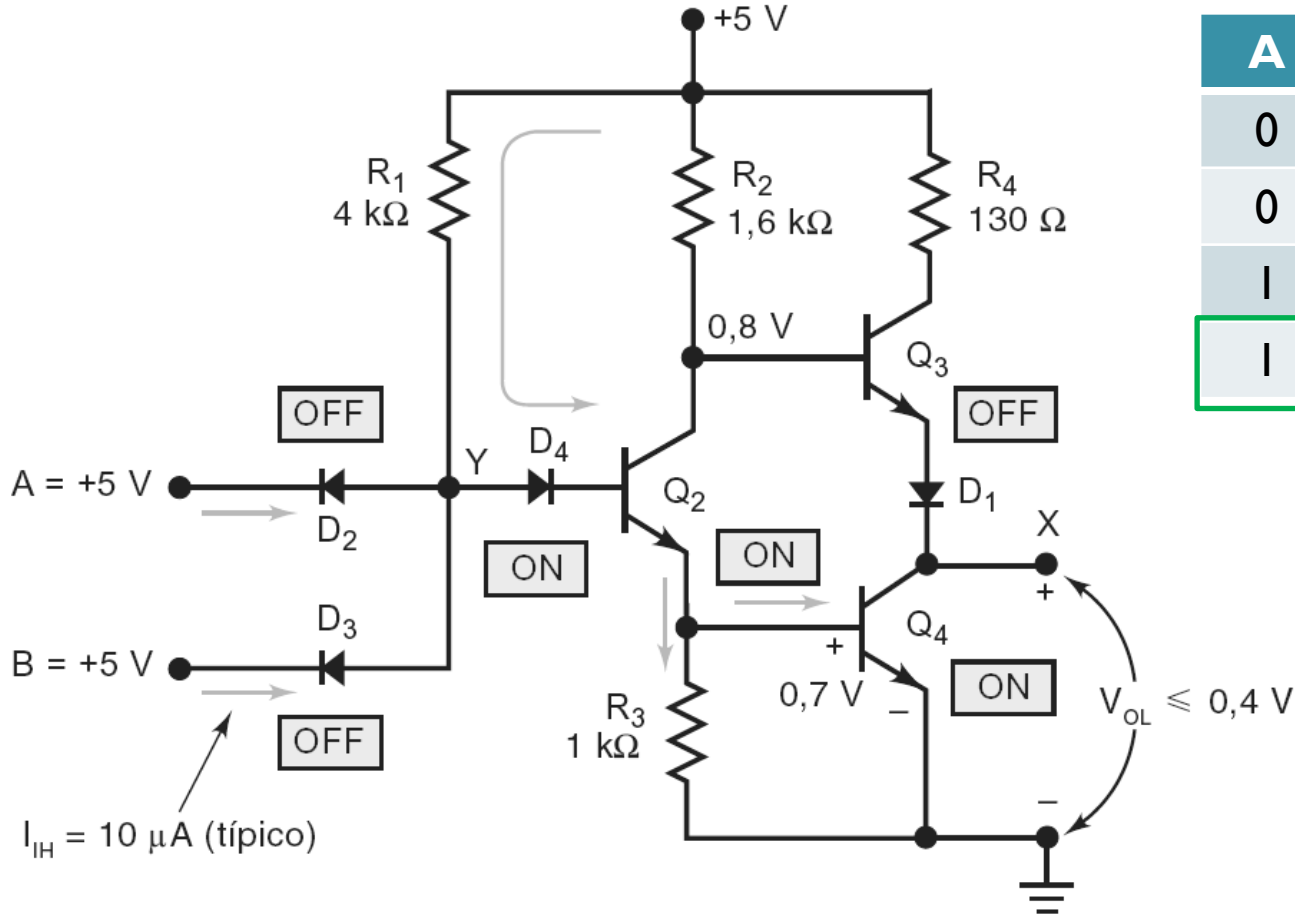 +5 V
A
0
0
1
1
R1
4 kΩ
R2
1,6 kΩ
R4
130 Ω
0,8 V
Q3
OFF
OFF
A = +5 V
D2
Y
D4
Q2
ON
ON
D1
X
+
D3
B = +5 V
OFF
Q4
+
0,7 V
–
ON
VOL ⩽ 0,4 V
R3
1 kΩ
–
IIH = 10 μA (típico)